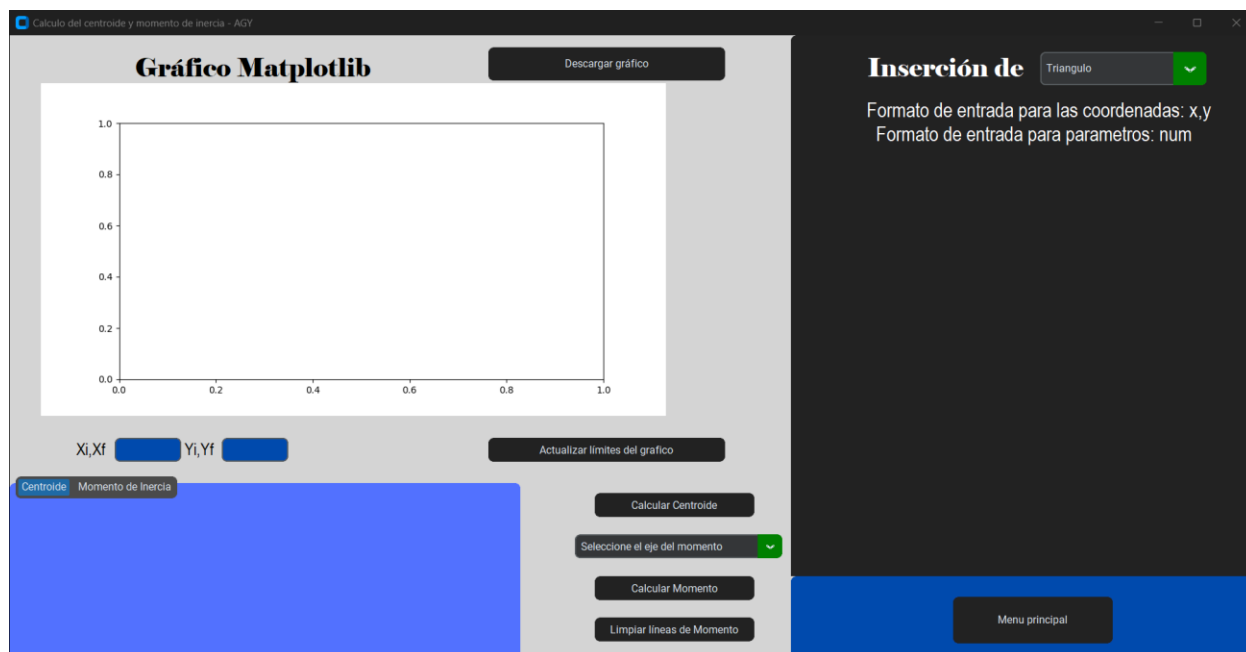 Calculo del centroide y momento de inercia - AGY
Gráfico Matplotlib
Descargar gráfico
1.0
0.8
0.6
0.4
0.2
0.0
0.0 0.2 0.4 0.6 0.8 1.0
Xi,Xf
Yi,Yf
Actualizar límites del grafico
Centroide Momento de Inercia
Calcular Centroide
Seleccione el eje del momento
Calcular Momento
Limpiar líneas de Momento
Inserción de
Triangulo
Formato de entrada para las coordenadas: x,y
Formato de entrada para parametros: num
Menu principal